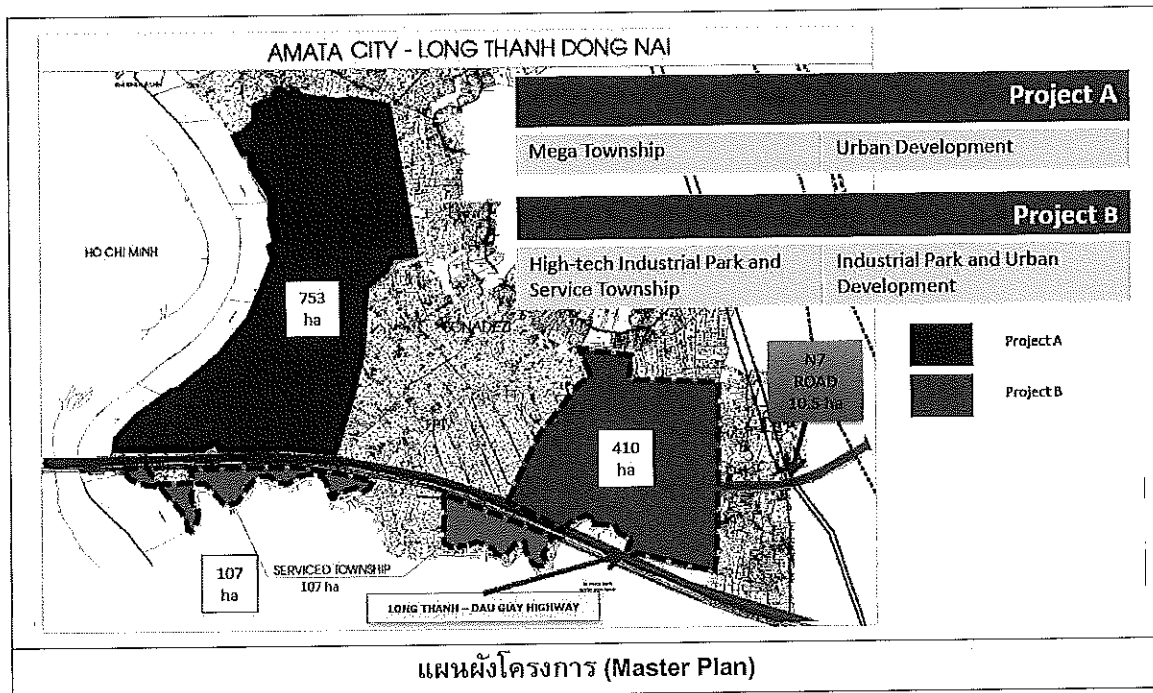 AMATA CITY - LONG THANH DONG NAI
Project A
Mega Township
Urban Development
Project B
High-tech Industrial Park and
Service Township
Industrial Park and Urban
Development
HO CHI MINH
753
ha
N7
ROAD
10.5 ha
Project A
Project B
410
ha
107
ha
SERVICED TOWNSHIP
107 ha
LONG THANH – DAU GIAY HIGHWAY
แผนผังโครงการ (Master Plan)